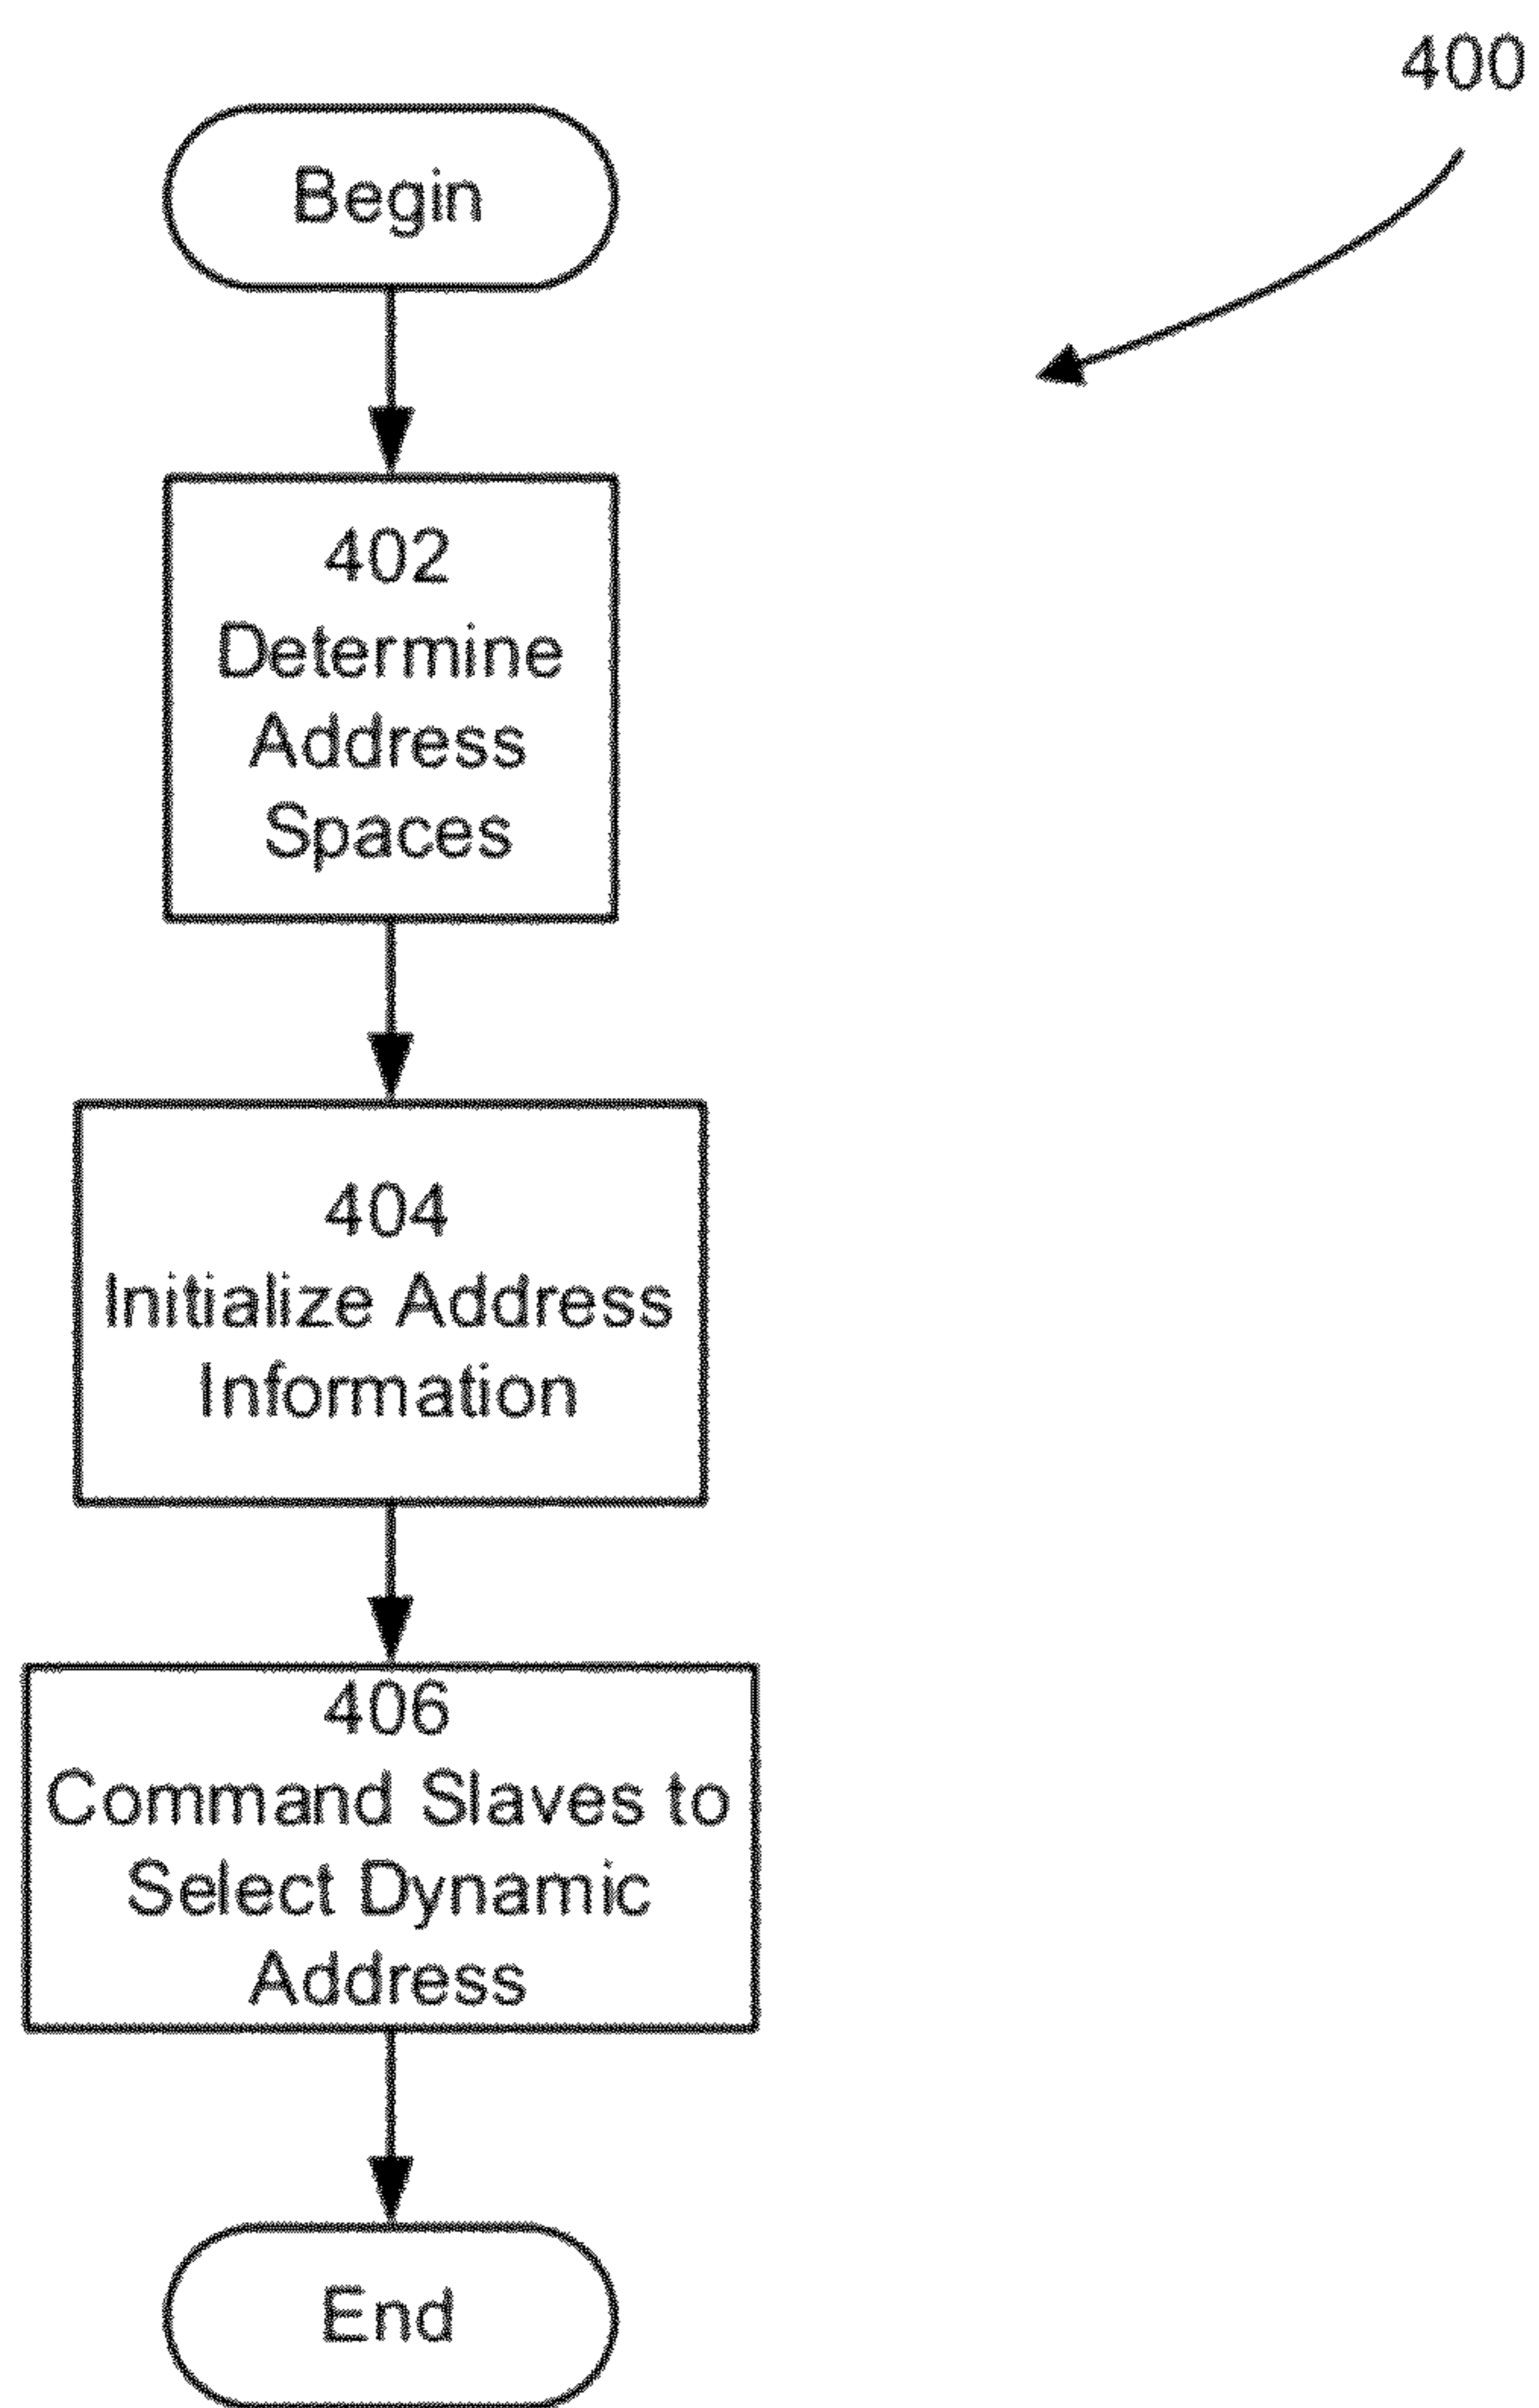 400
Begin
402
Determine
Address
Spaces
404
Initialize Address
Information
406
Command Slaves to
Select Dynamic
Address
End